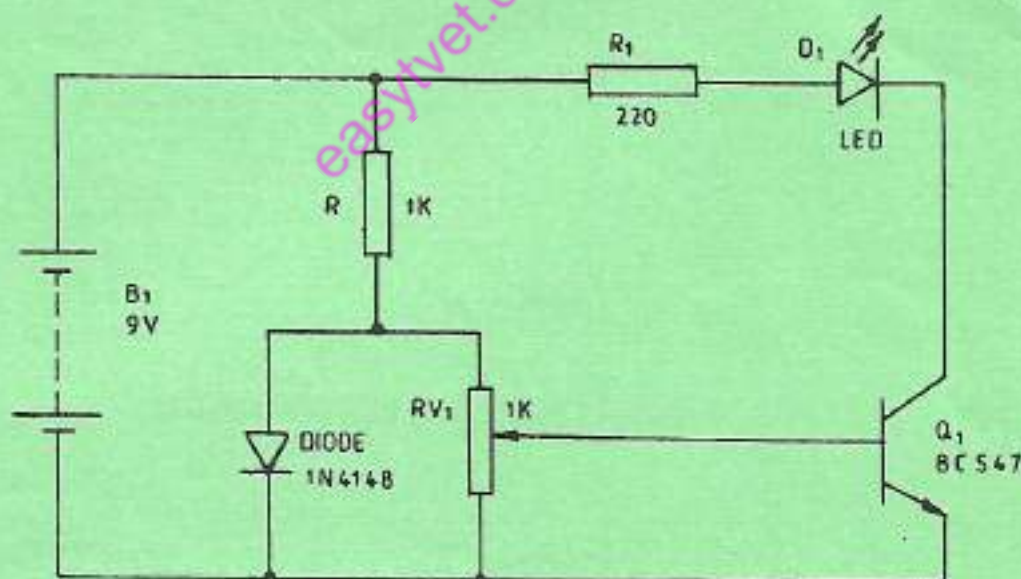 easytvet.c
R1
220
D1
LED
R
1K
B1
9V
DIODE
1N4148
RV1
1K
Q1
BC547